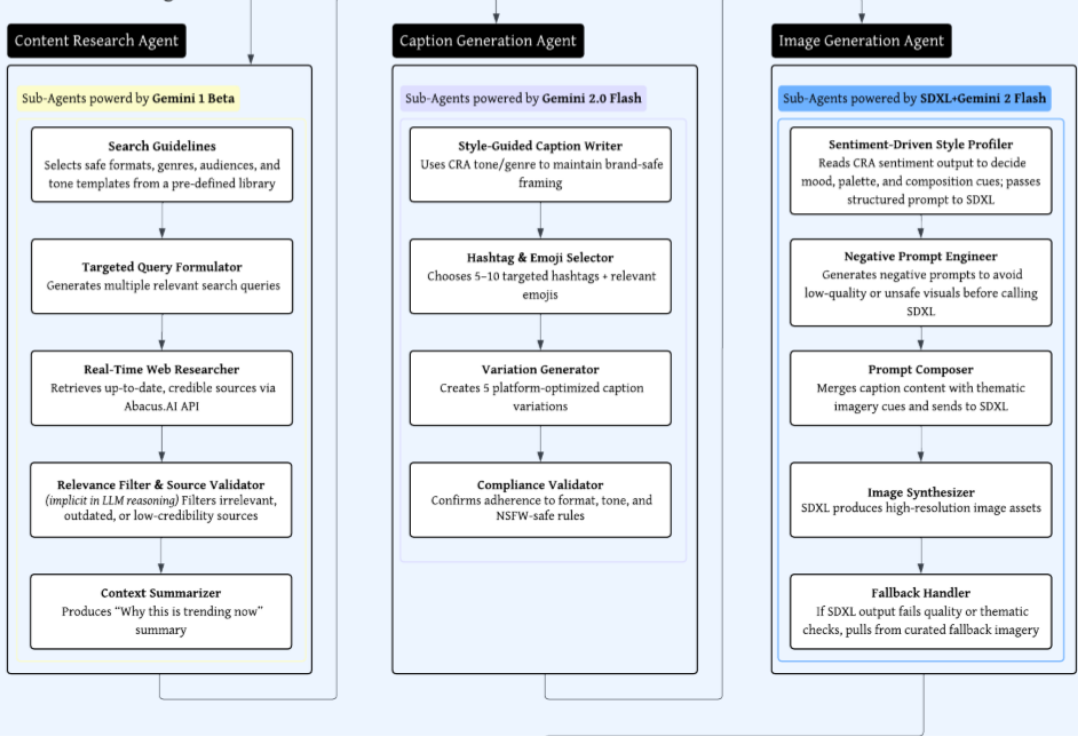 Content Research Agent
Sub-Agents powerd by Gemini 1 Beta
Search Guidelines
Selects safe formats, genres, audiences, and
tone templates from a pre-defined library
Targeted Query Formulator
Generates multiple relevant search queries
Real-Time Web Researcher
Retrieves up-to-date, credible sources via
Abacus.AI API
Relevance Filter & Source Validator
(implicit in LLM reasoning) Filters irrelevant,
outdated, or low-credibility sources
Context Summarizer
Produces “Why this is trending now”
summary
Caption Generation Agent
Sub-Agents powered by Gemini 2.0 Flash
Style-Guided Caption Writer
Uses CRA tone/genre to maintain brand-safe
framing
Hashtag & Emoji Selector
Chooses 5–10 targeted hashtags + relevant
emojis
Variation Generator
Creates 5 platform-optimized caption
variations
Compliance Validator
Confirms adherence to format, tone, and
NSFW-safe rules
Image Generation Agent
Sub-Agents powered by SDXL+Gemini 2 Flash
Sentiment-Driven Style Profiler
Reads CRA sentiment output to decide
mood, palette, and composition cues; passes
structured prompt to SDXL
Negative Prompt Engineer
Generates negative prompts to avoid
low-quality or unsafe visuals before calling
SDXL
Prompt Composer
Merges caption content with thematic
imagery cues and sends to SDXL
Image Synthesizer
SDXL produces high-resolution image assets
Fallback Handler
If SDXL output fails quality or thematic
checks, pulls from curated fallback imagery